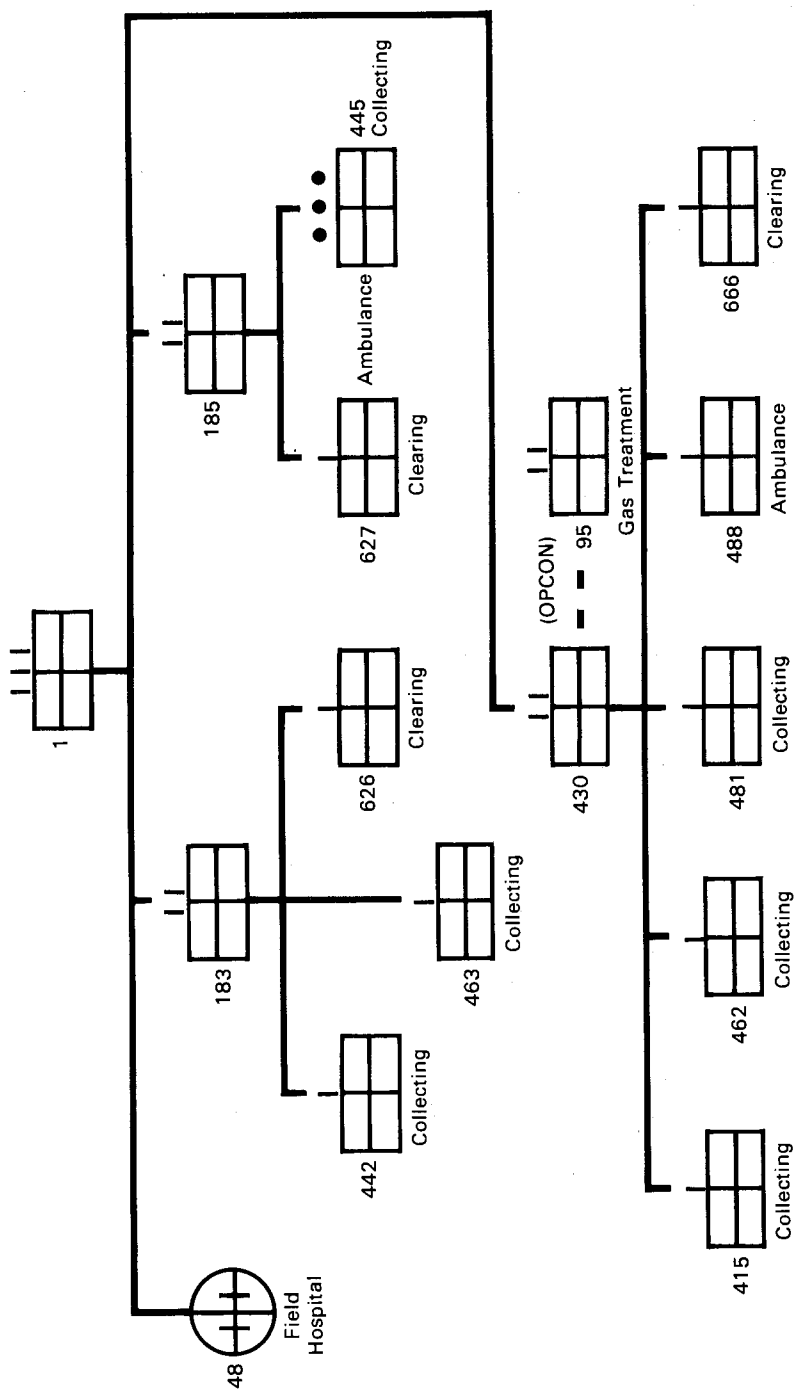 1
48
Field
Hospital
183
185
442
Collecting
463
Collecting
626
Clearing
627
Clearing
Ambulance
445
Collecting
430
(OPCON)
95
Gas Treatment
415
Collecting
462
Collecting
481
Collecting
488
Ambulance
666
Clearing